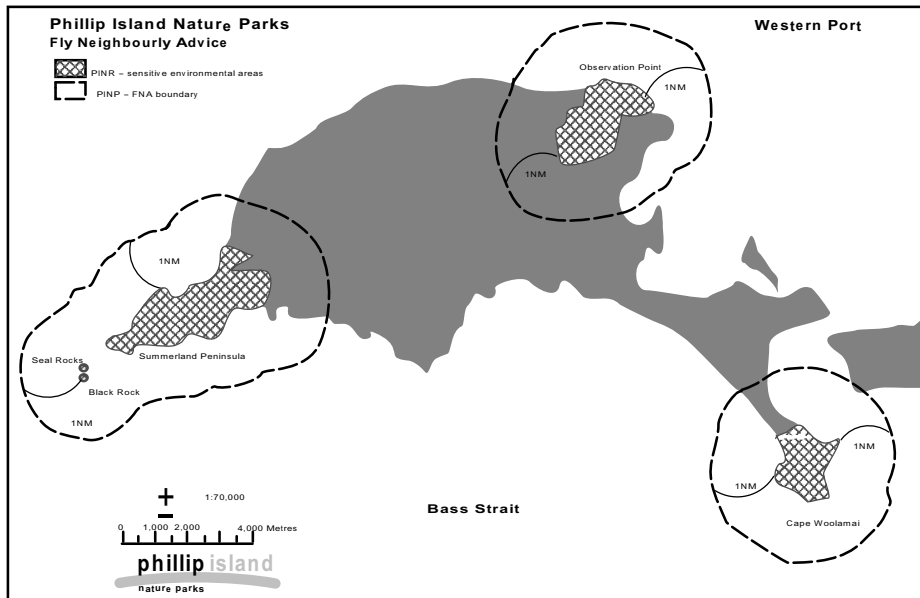 Phillip Island Nature Parks
Fly Neighbourly Advice
PINR – sensitive environmental areas
PINP – FNA boundary
Western Port
Observation Point
1NM
1NM
1NM
Summerland Peninsula
Seal Rocks
Black Rock
1NM
1NM
1NM
Cape Woolamai
Bass Strait
1:70,000
0 1,000 2,000 4,000 Metres
phillip island
nature parks